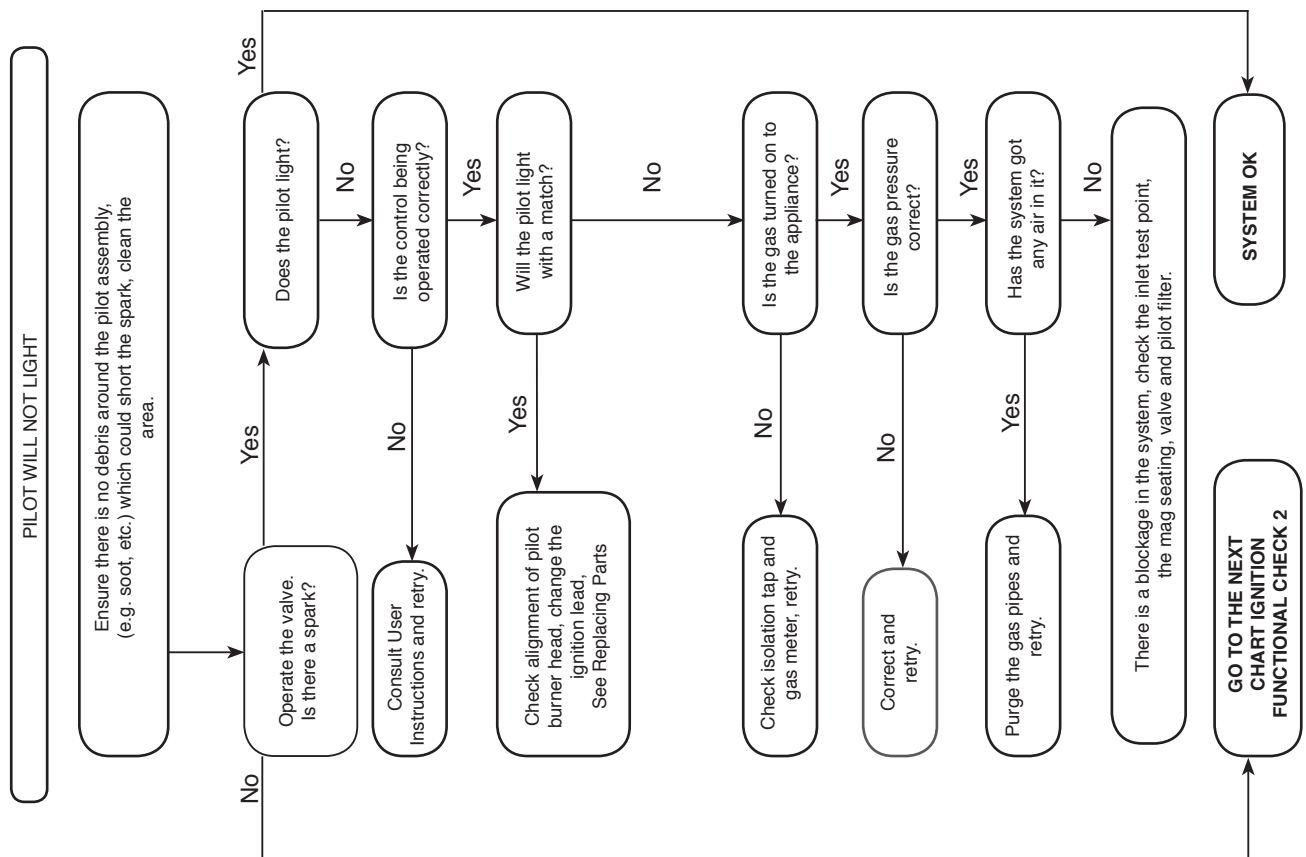 PILOT WILL NOT LIGHT
Ensure there is no debris around the pilot assembly,
(e.g. soot, etc.) which could short the spark, clean the
area.
Operate the valve.
Is there a spark?
Yes
No
Does the pilot light?
Yes
No
Is the control being
operated correctly?
No
Consult User
Instructions and retry.
Yes
Will the pilot light
with a match?
Yes
Check alignment of pilot
burner head, change the
ignition lead,
See Replacing Parts
No
Is the gas turned on to
the appliance?
No
Check isolation tap and
gas meter, retry.
Yes
Is the gas pressure
correct?
No
Correct and
retry.
Yes
Has the system got
any air in it?
Yes
Purge the gas pipes and
retry.
No
There is a blockage in the system, check the inlet test point,
the mag seating, valve and pilot filter.
GO TO THE NEXT
CHART IGNITION
FUNCTIONAL CHECK 2
SYSTEM OK